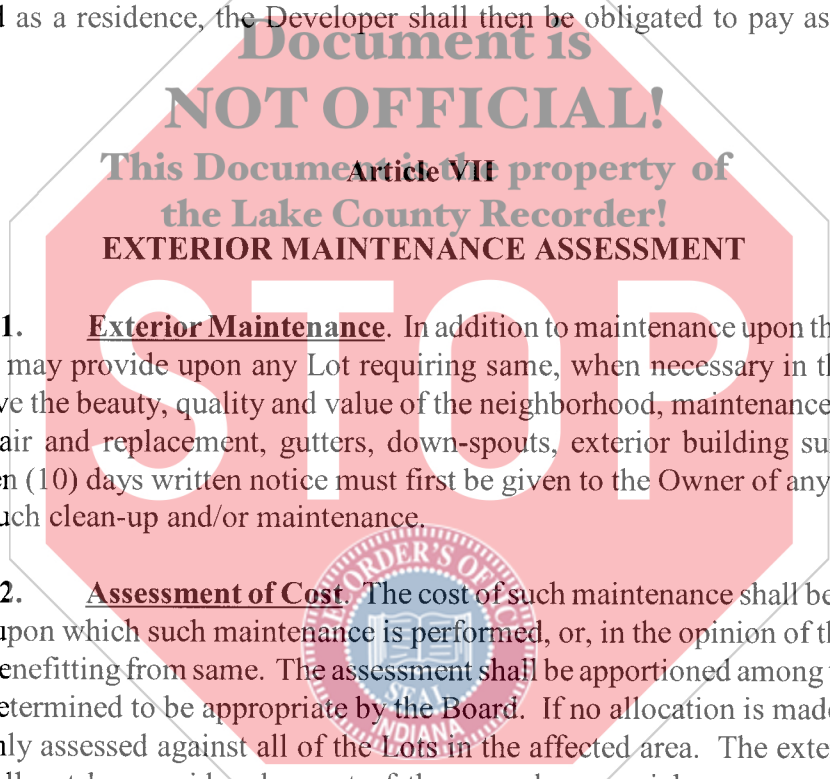 as a residence, the Developer shall then be obligated to pay as
Document is
NOT OFFICIAL!
This Document is the property of
Article VII
the Lake County Recorder!
EXTERIOR MAINTENANCE ASSESSMENT
STOP
1. Exterior Maintenance. In addition to maintenance upon th
may provide upon any Lot requiring same, when necessary in th
ve the beauty, quality and value of the neighborhood, maintenance
air and replacement, gutters, down-spouts, exterior building su
en (10) days written notice must first be given to the Owner of any
uch clean-up and/or maintenance.
RECORDER'S OFFICE
2. Assessment of Cost. The cost of such maintenance shall be
upon which such maintenance is performed, or, in the opinion of th
enefitting from same. The assessment shall be apportioned among
etermined to be appropriate by the Board. If no allocation is made
SEAL
INDIANA
nly assessed against all of the Lots in the affected area. The exte